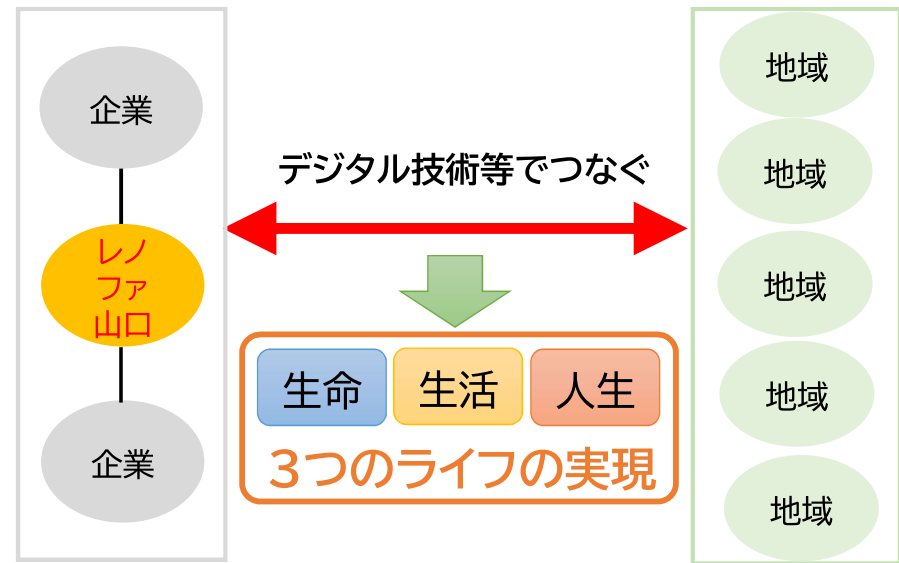 企業
レノ
ファ
山口
企業
デジタル技術等でつなぐ
生命
生活
人生
３つのライフの実現
地域
地域
地域
地域
地域